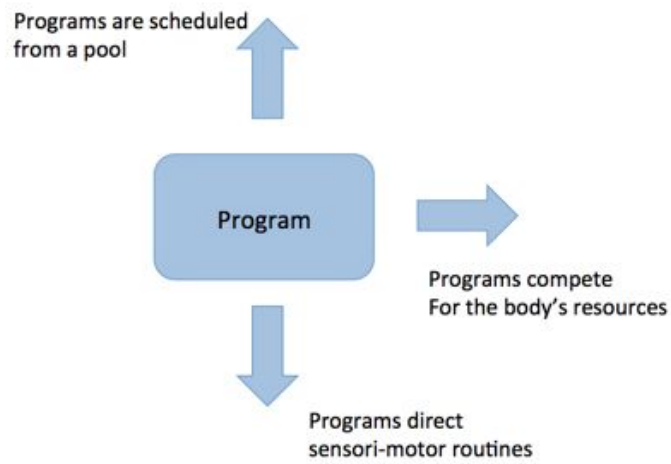 Programs are scheduled
from a pool
Program
Programs compete
For the body's resources
Programs direct
sensori-motor routines